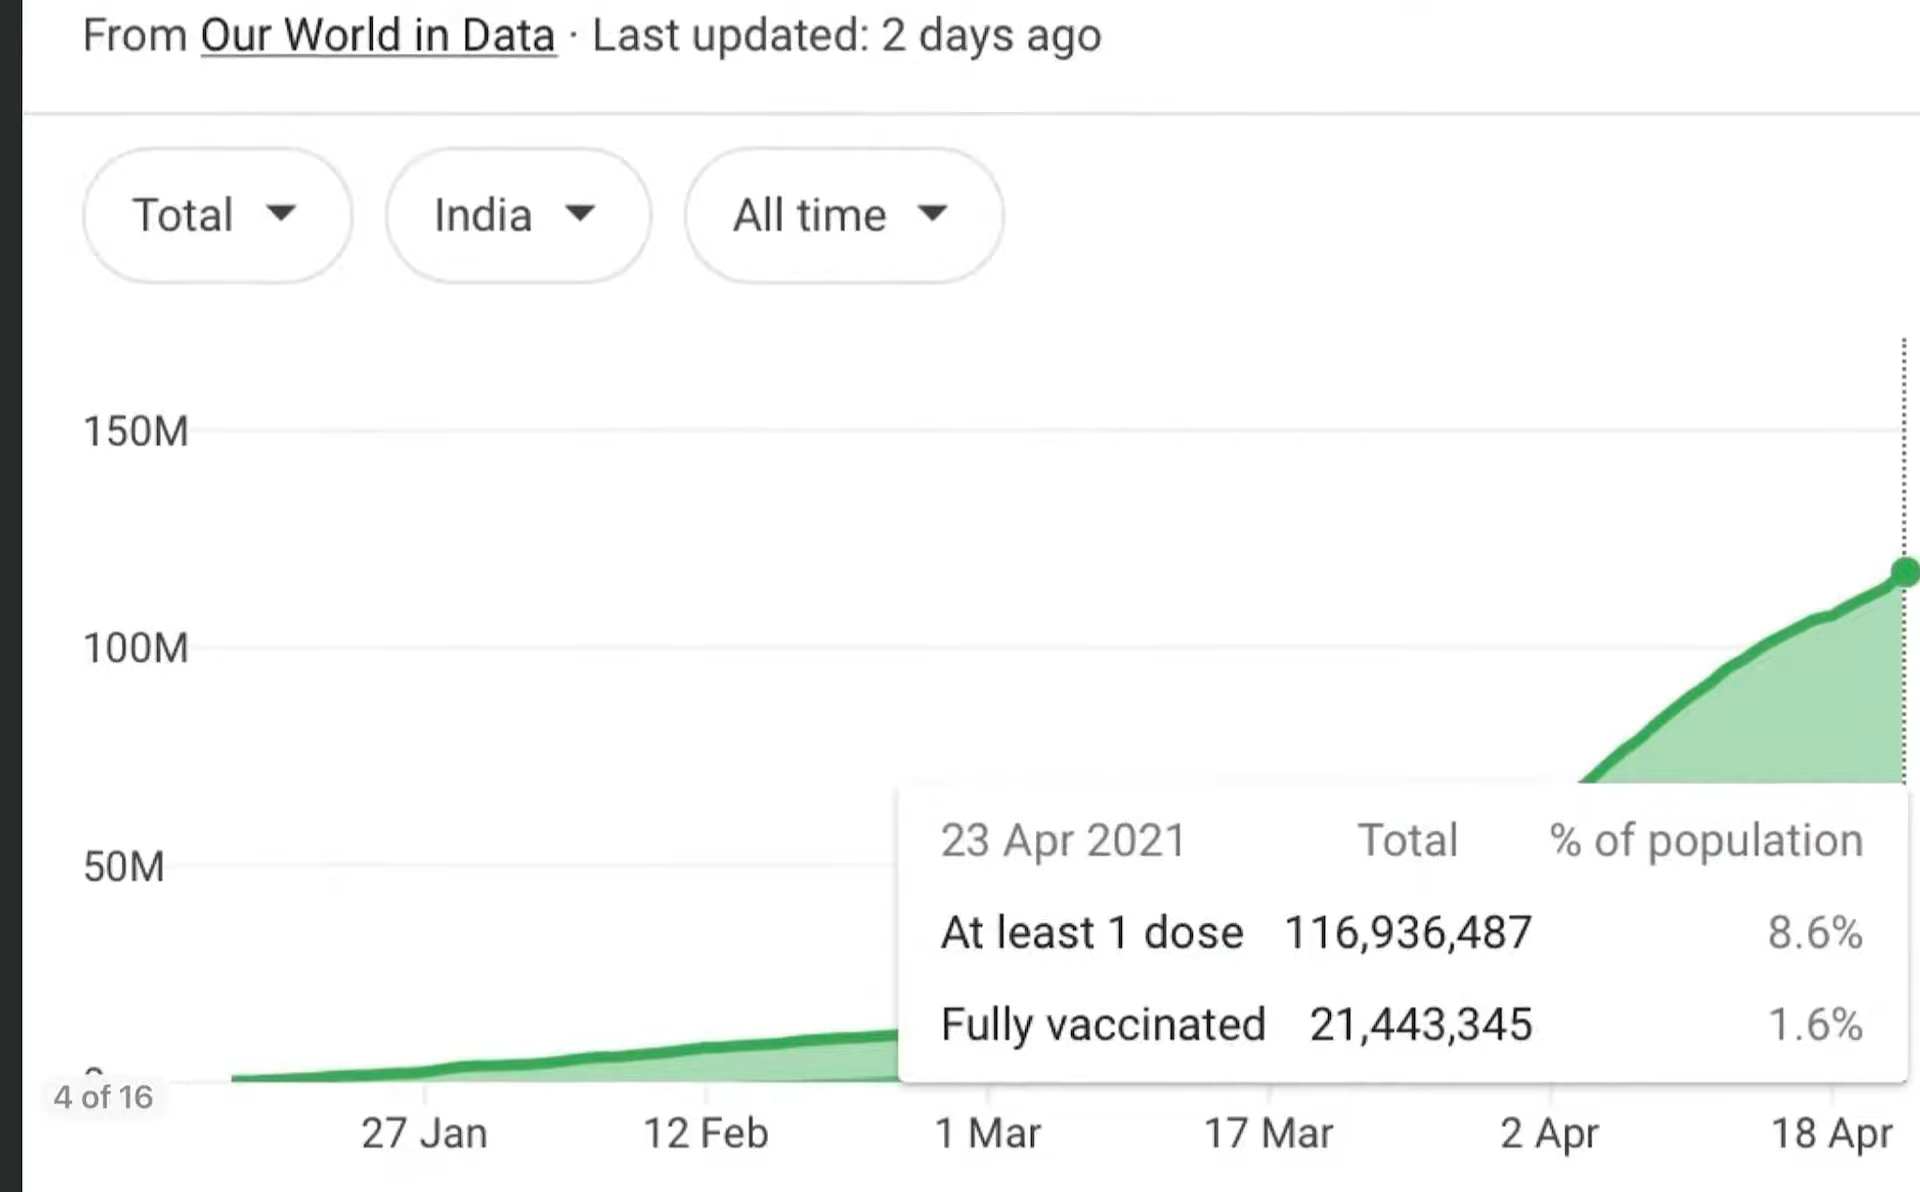 From Our World in Data · Last updated: 2 days ago
Total India All time
150M
100M
50M
23 Apr 2021 Total % of population
At least 1 dose 116,936,487 8.6%
Fully vaccinated 21,443,345 1.6%
4 of 16
27 Jan 12 Feb 1 Mar 17 Mar 2 Apr 18 Apr